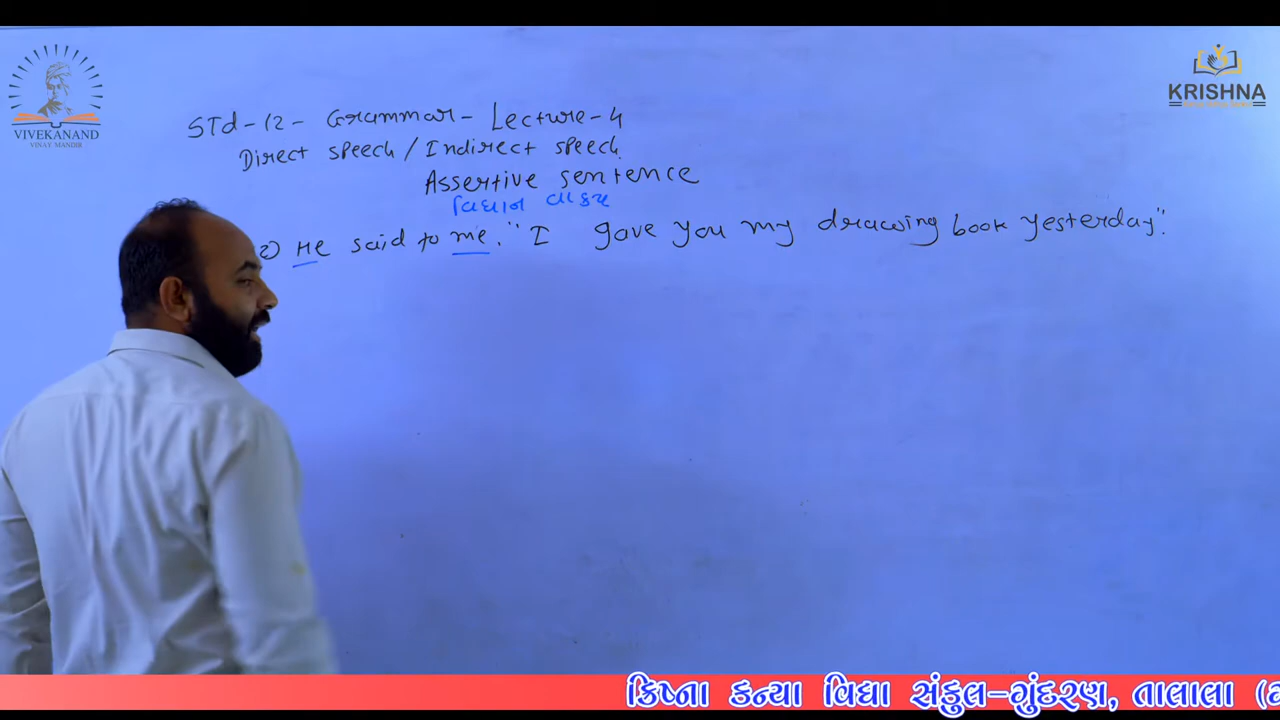 VIVEKANAND
VINAY MANDIR
KRISHNA
STd-12- Grammar- Lecture-4
Direct speech / Indirect speech
Assertive sentence
વિધાન વાક્ય
2) He said to me. "I gave you my drawing book yesterday".
ક્રિષ્ના કન્યા વિદ્યા સંકુલ-ગુંદરણ, તાલાલા